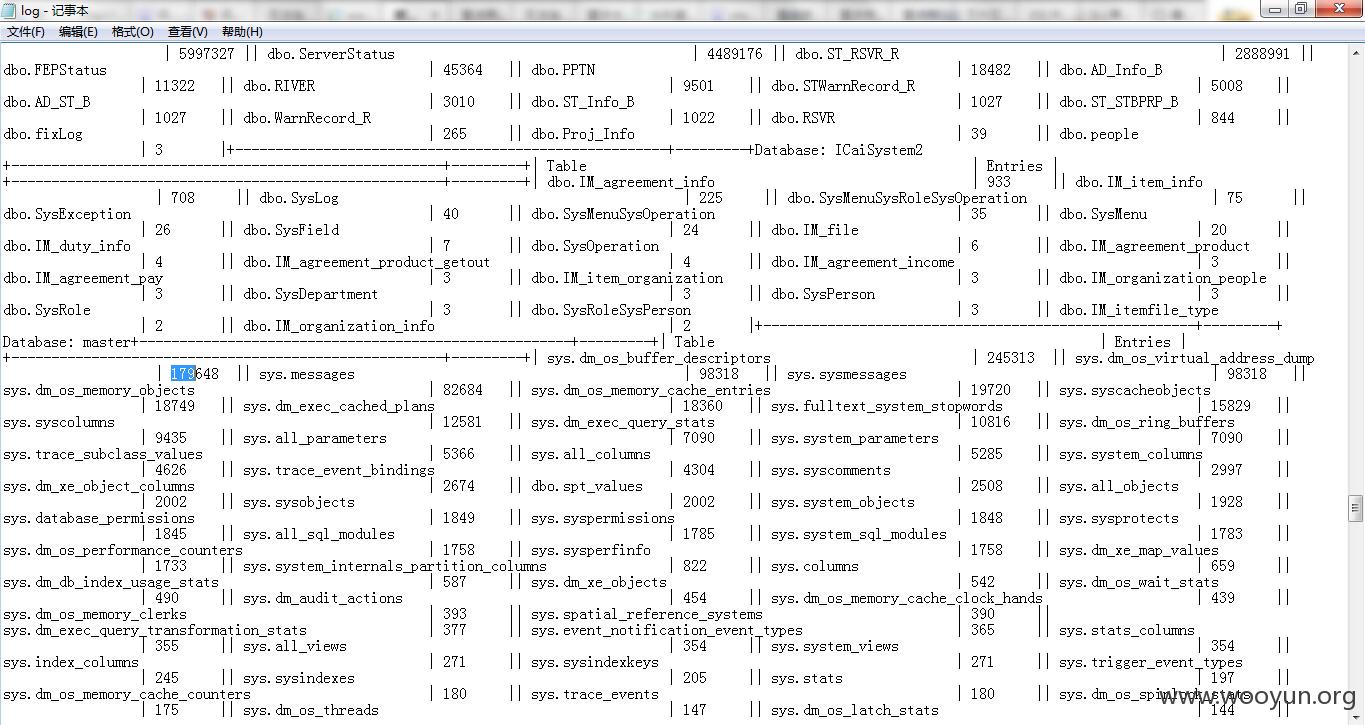 log - 记事本
文件(F) 编辑(E) 格式(O) 查看(V) 帮助(H)
| 5997327 || dbo.ServerStatus | 4489176 || dbo.ST_RSVR_R | 2888991 ||
dbo.FEPStatus | 45364 || dbo.PPTN | 18482 || dbo.AD_Info_B
| 11322 || dbo.RIVER | 9501 || dbo.STWarnRecord_R | 5008 ||
dbo.AD_ST_B | 3010 || dbo.ST_Info_B | 1027 || dbo.ST_STBPRP_B
| 1027 || dbo.WarnRecord_R | 1022 || dbo.RSVR | 844 ||
dbo.fixLog | 265 || dbo.Proj_Info | 39 || dbo.people
| 3 |+-------------------------------------------------------+---------+Database: ICaiSystem2
+-------------------------------------------------------+---------+| Table | Entries |
+-------------------------------------------------------+---------+| dbo.IM_agreement_info | 933 || dbo.IM_item_info
| 708 || dbo.SysLog | 225 || dbo.SysMenuSysRoleSysOperation | 75 ||
dbo.SysException | 40 || dbo.SysMenuSysOperation | 35 || dbo.SysMenu
| 26 || dbo.SysField | 24 || dbo.IM_file | 20 ||
dbo.IM_duty_info | 7 || dbo.SysOperation | 6 || dbo.IM_agreement_product
| 4 || dbo.IM_agreement_product_getout | 4 || dbo.IM_agreement_income | 3 ||
dbo.IM_agreement_pay | 3 || dbo.IM_item_organization | 3 || dbo.IM_organization_people
| 3 || dbo.SysDepartment | 3 || dbo.SysPerson | 3 ||
dbo.SysRole | 3 || dbo.SysRoleSysPerson | 3 || dbo.IM_itemfile_type
| 2 || dbo.IM_organization_info | 2 |+-------------------------------------------------------+---------+
Database: master+-------------------------------------------------------+---------+| Table | Entries |
+-------------------------------------------------------+---------+| sys.dm_os_buffer_descriptors | 245313 || sys.dm_os_virtual_address_dump
| 179648 || sys.messages | 98318 || sys.sysmessages | 98318 ||
sys.dm_os_memory_objects | 82684 || sys.dm_os_memory_cache_entries | 19720 || sys.syscacheobjects
| 18749 || sys.dm_exec_cached_plans | 18360 || sys.fulltext_system_stopwords | 15829 ||
sys.syscolumns | 12581 || sys.dm_exec_query_stats | 10816 || sys.dm_os_ring_buffers
| 9435 || sys.all_parameters | 7090 || sys.system_parameters | 7090 ||
sys.trace_subclass_values | 5366 || sys.all_columns | 5285 || sys.system_columns
| 4626 || sys.trace_event_bindings | 4304 || sys.syscomments | 2997 ||
sys.dm_xe_object_columns | 2674 || dbo.spt_values | 2508 || sys.all_objects
| 2002 || sys.sysobjects | 2002 || sys.system_objects | 1928 ||
sys.database_permissions | 1849 || sys.syspermissions | 1848 || sys.sysprotects
| 1845 || sys.all_sql_modules | 1785 || sys.system_sql_modules | 1783 ||
sys.dm_os_performance_counters | 1758 || sys.sysperfinfo | 1758 || sys.dm_xe_map_values
| 1733 || sys.system_internals_partition_columns | 822 || sys.columns | 659 ||
sys.dm_db_index_usage_stats | 587 || sys.dm_xe_objects | 542 || sys.dm_os_wait_stats
| 490 || sys.dm_audit_actions | 454 || sys.dm_os_memory_cache_clock_hands | 439 ||
sys.dm_os_memory_clerks | 393 || sys.spatial_reference_systems | 390 ||
sys.dm_exec_query_transformation_stats | 377 || sys.event_notification_event_types | 365 || sys.stats_columns
| 355 || sys.all_views | 354 || sys.system_views | 354 ||
sys.index_columns | 271 || sys.sysindexkeys | 271 || sys.trigger_event_types
| 245 || sys.sysindexes | 205 || sys.stats | 197 ||
sys.dm_os_memory_cache_counters | 180 || sys.trace_events | 180 || sys.dm_os_spinlock_stats
| 175 || sys.dm_os_threads | 147 || sys.dm_os_latch_stats | 144 ||
www.wooyun.org